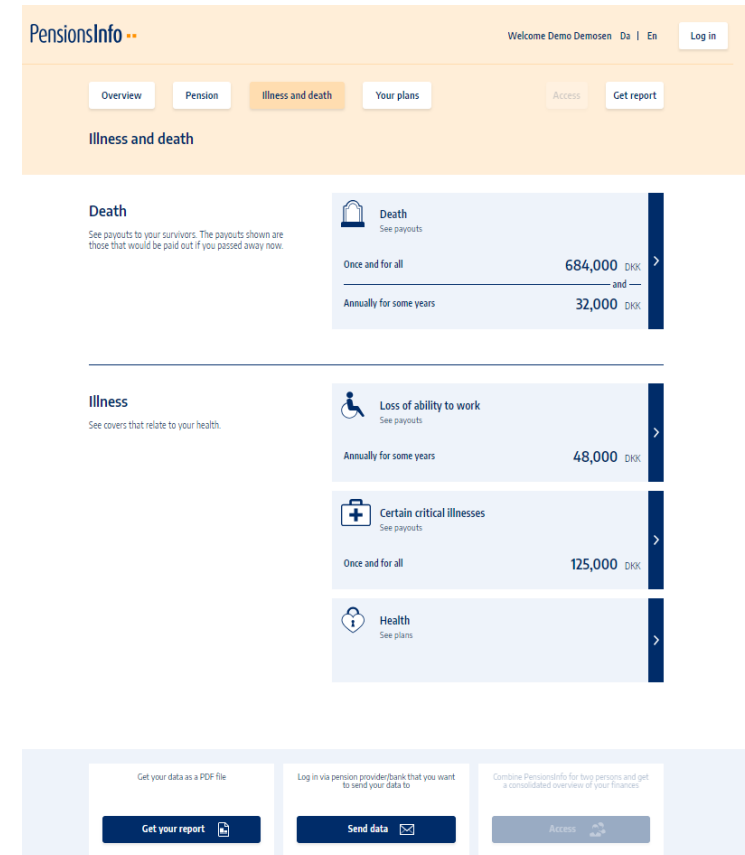 PensionsInfo
Welcome Demo Demosen Da | En Log in
Overview Pension Illness and death Your plans Access Get report
Illness and death
Death
See payouts to your survivors. The payouts shown are
those that would be paid out if you passed away now.
Death
See payouts
Once and for all 684,000 DKK
and
Annually for some years 32,000 DKK
Illness
See covers that relate to your health.
Loss of ability to work
See payouts
Annually for some years 48,000 DKK
Certain critical illnesses
See payouts
Once and for all 125,000 DKK
Health
See plans
Get your data as a PDF file
Get your report
Log in via pension provider/bank that you want
to send your data to
Send data
Combine PensionsInfo for two persons and get
a consolidated overview of your finances
Access